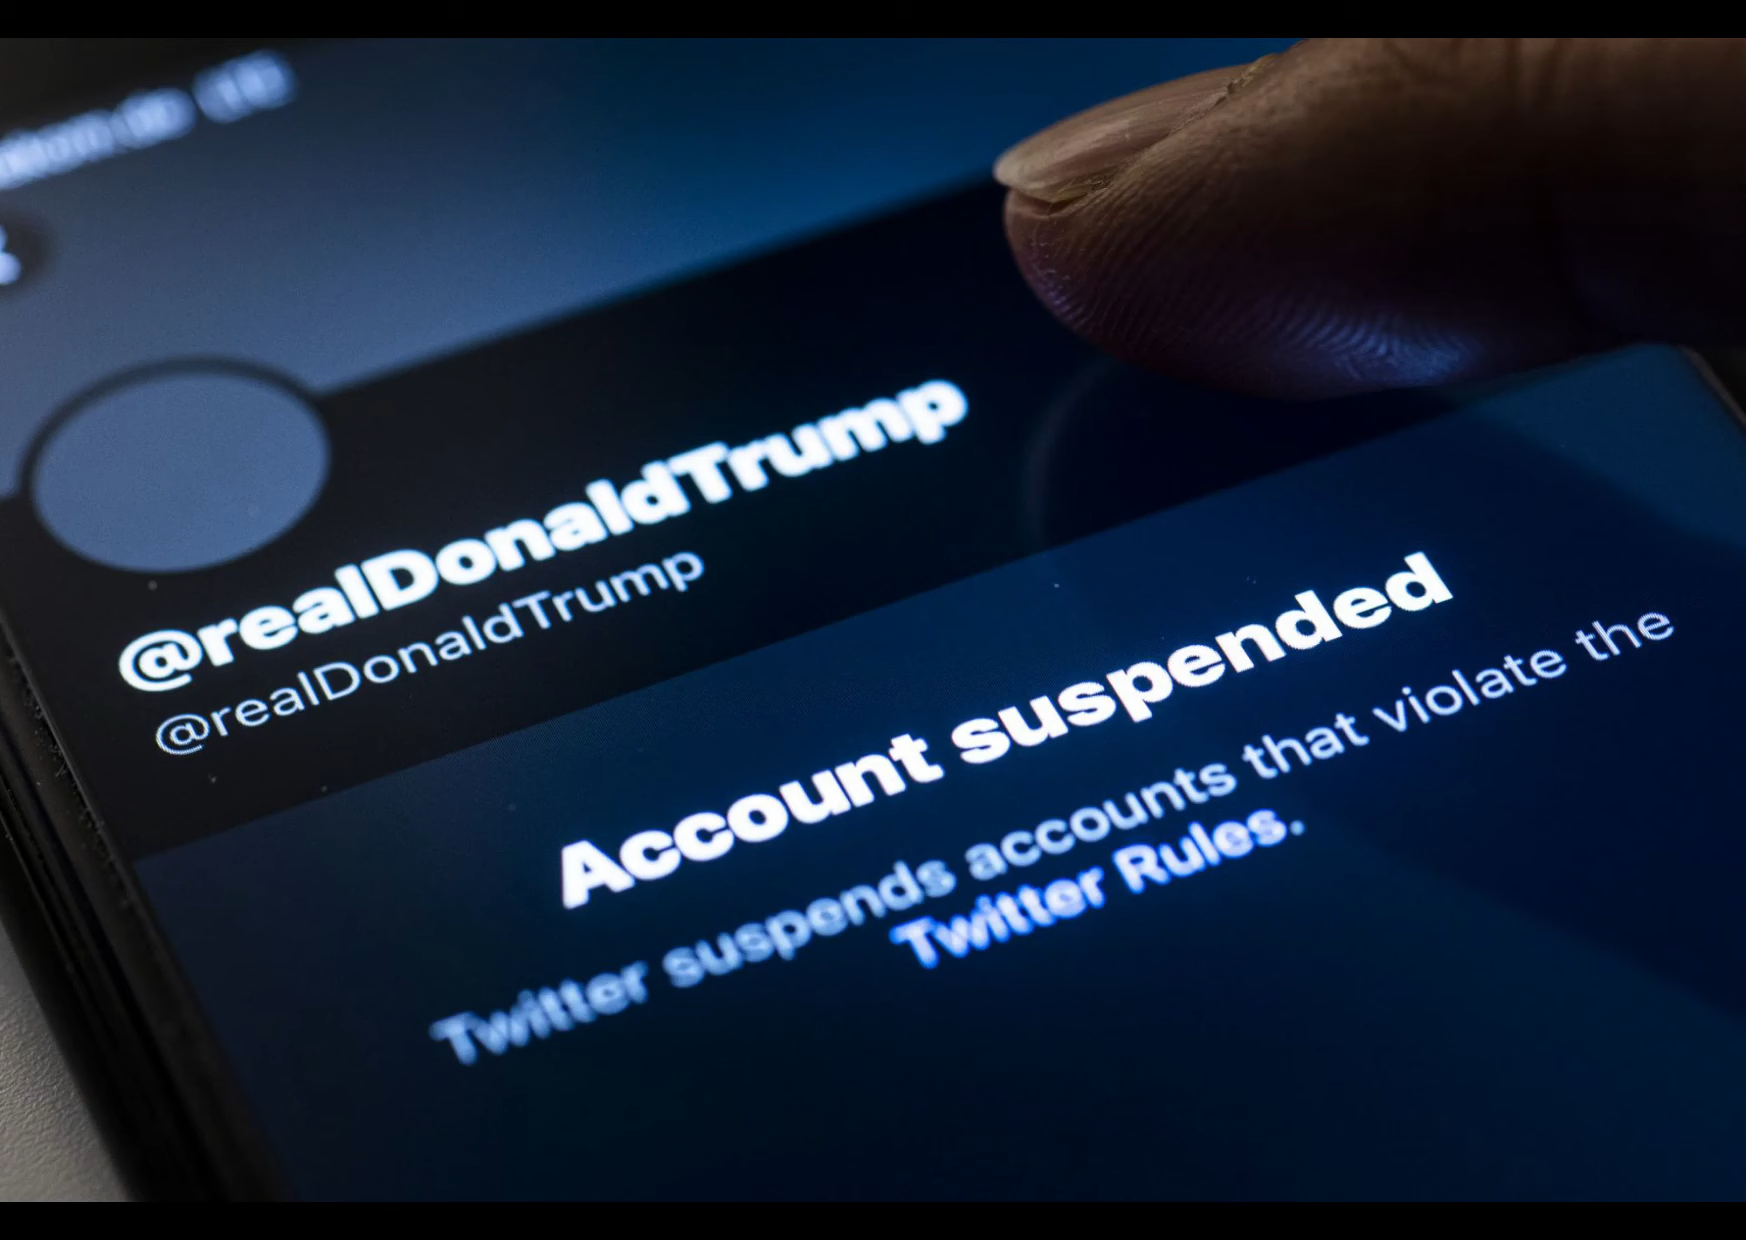 @realDonaldTrump
@realDonaldTrump
Account suspended
Twitter suspends accounts that violate the
Twitter Rules.